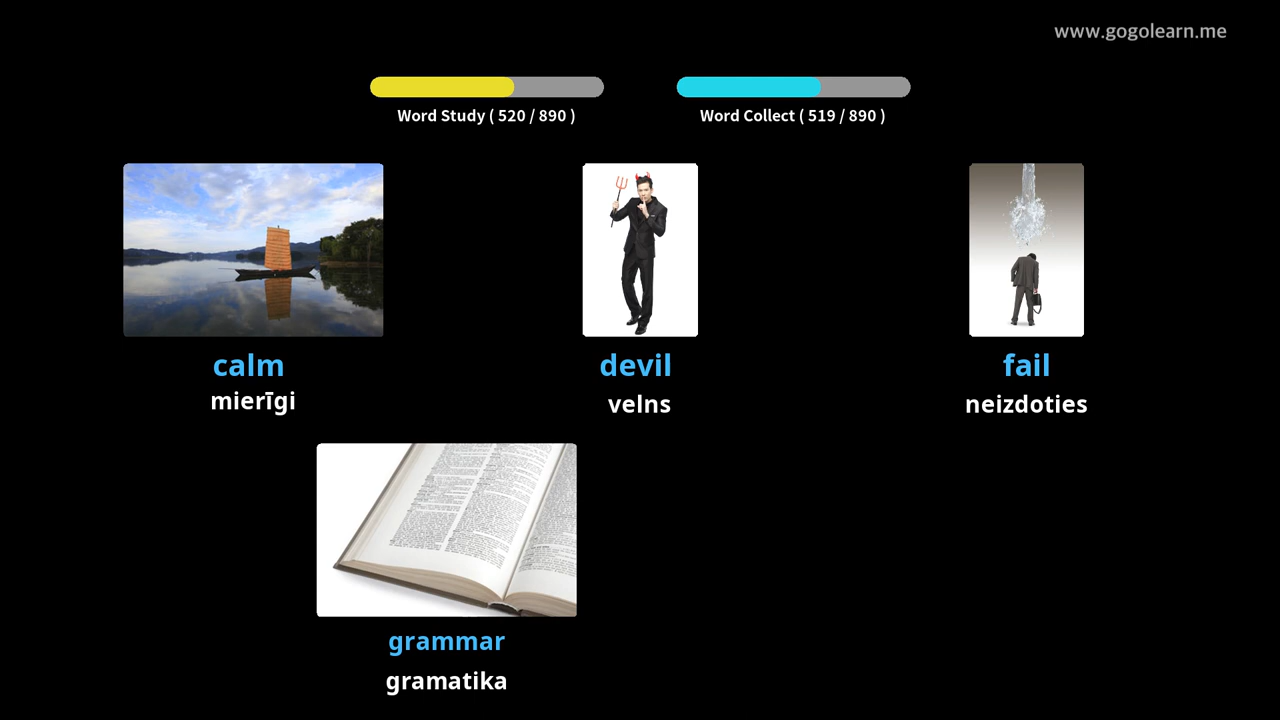 www.gogolearn.me
Word Study ( 520 / 890 )
Word Collect ( 519 / 890 )
calm
mierīgi
devil
velns
fail
neizdoties
grammar
gramatika